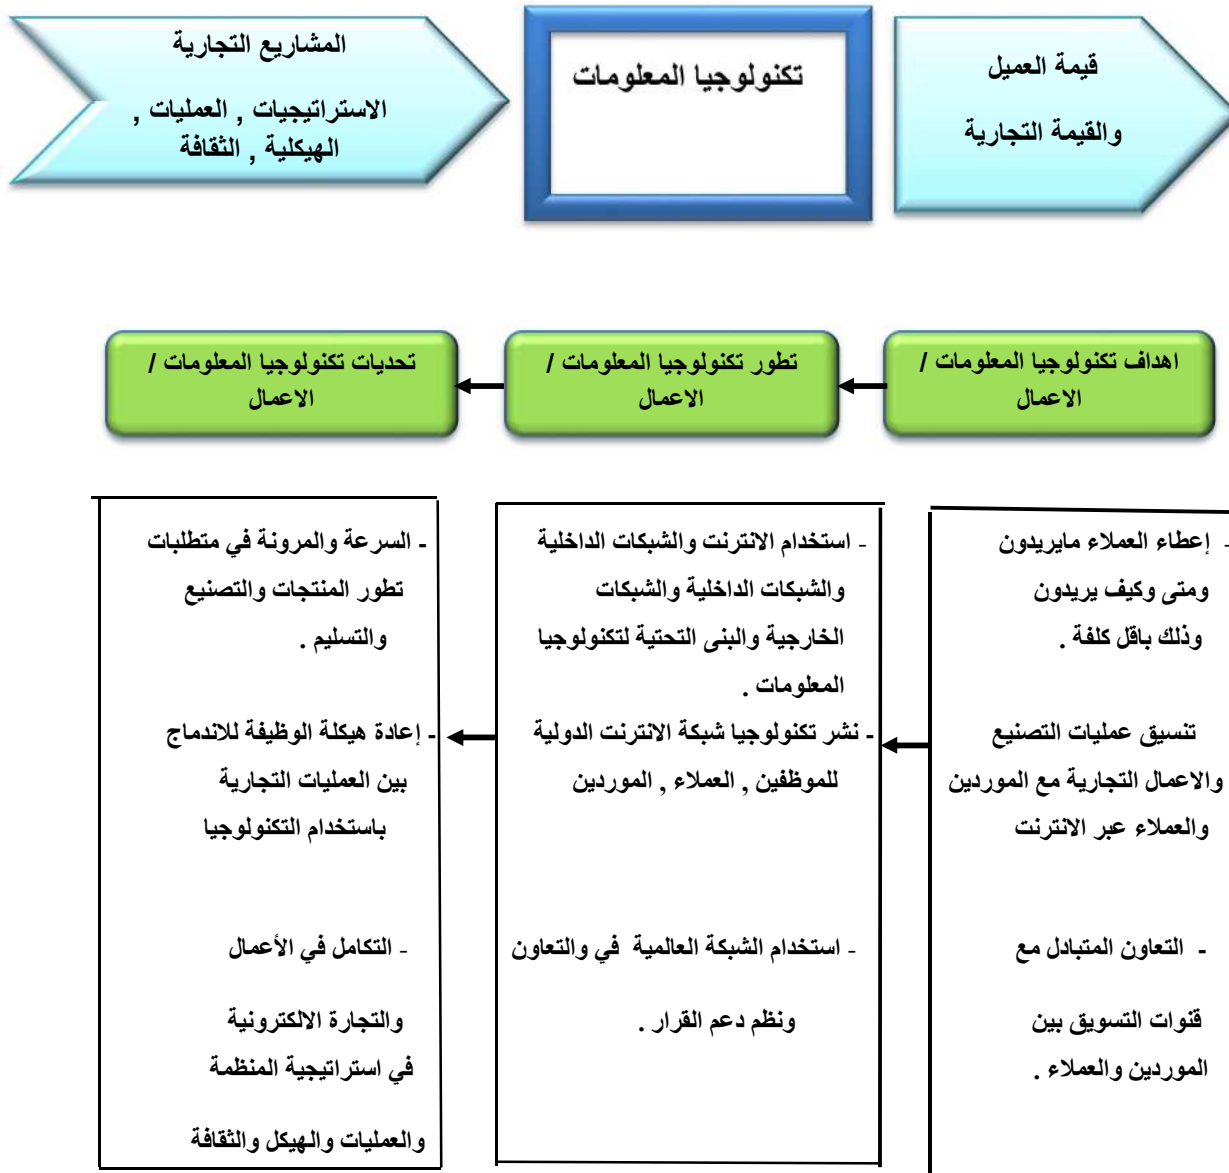 قيمة العميل
والقيمة التجارية
تكنولوجيا المعلومات
المشاريع التجارية
الاستراتيجيات , العمليات ,
الهيكلية , الثقافة
اهداف تكنولوجيا المعلومات /
الاعمال
تطور تكنولوجيا المعلومات /
الاعمال
تحديات تكنولوجيا المعلومات /
الاعمال
- إعطاء العملاء مايريدون
ومتى وكيف يريدون
وذلك باقل كلفة .
تنسيق عمليات التصنيع
والاعمال التجارية مع الموردين
والعملاء عبر الانترنت
- التعاون المتبادل مع
قنوات التسويق بين
الموردين والعملاء .
- استخدام الانترنت والشبكات الداخلية
والشبكات الداخلية والشبكات
الخارجية والبنى التحتية لتكنولوجيا
المعلومات .
- نشر تكنولوجيا شبكة الانترنت الدولية
للموظفين , العملاء , الموردين
- استخدام الشبكة العالمية في والتعاون
ونظم دعم القرار .
- السرعة والمرونة في متطلبات
تطور المنتجات والتصنيع
والتسليم .
- إعادة هيكلة الوظيفة للاندماج
بين العمليات التجارية
باستخدام التكنولوجيا
- التكامل في الأعمال
والتجارة الالكترونية
في استراتيجية المنظمة
والعمليات والهيكل والثقافة